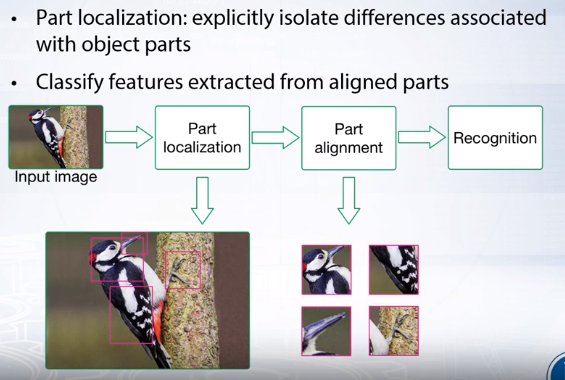 • Part localization: explicitly isolate differences associated
with object parts
• Classify features extracted from aligned parts
Part
localization
Part
alignment
Recognition
Input image